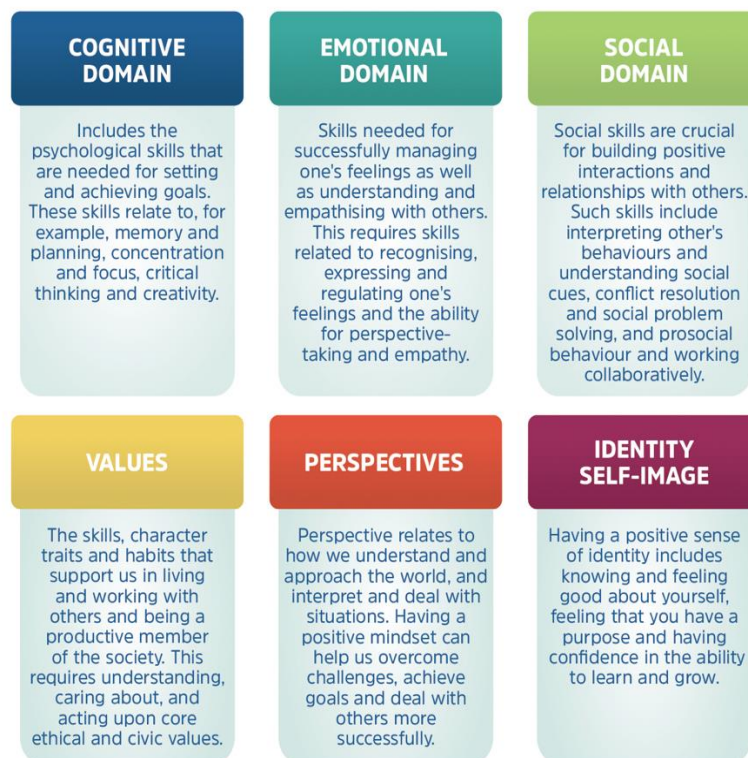 COGNITIVE
DOMAIN
Includes the
psychological skills that
are needed for setting
and achieving goals.
These skills relate to, for
example, memory and
planning, concentration
and focus, critical
thinking and creativity.
EMOTIONAL
DOMAIN
Skills needed for
successfully managing
one's feelings as well
as understanding and
empathising with others.
This requires skills
related to recognising,
expressing and
regulating one's
feelings and the ability
for perspective-
taking and empathy.
SOCIAL
DOMAIN
Social skills are crucial
for building positive
interactions and
relationships with others.
Such skills include
interpreting other's
behaviours and
understanding social
cues, conflict resolution
and social problem
solving, and prosocial
behaviour and working
collaboratively.
VALUES
The skills, character
traits and habits that
support us in living
and working with
others and being a
productive member
of the society. This
requires understanding,
caring about, and
acting upon core
ethical and civic values.
PERSPECTIVES
Perspective relates to
how we understand and
approach the world, and
interpret and deal with
situations. Having a
positive mindset can
help us overcome
challenges, achieve
goals and deal with
others more
successfully.
IDENTITY
SELF-IMAGE
Having a positive sense
of identity includes
knowing and feeling
good about yourself,
feeling that you have a
purpose and having
confidence in the ability
to learn and grow.